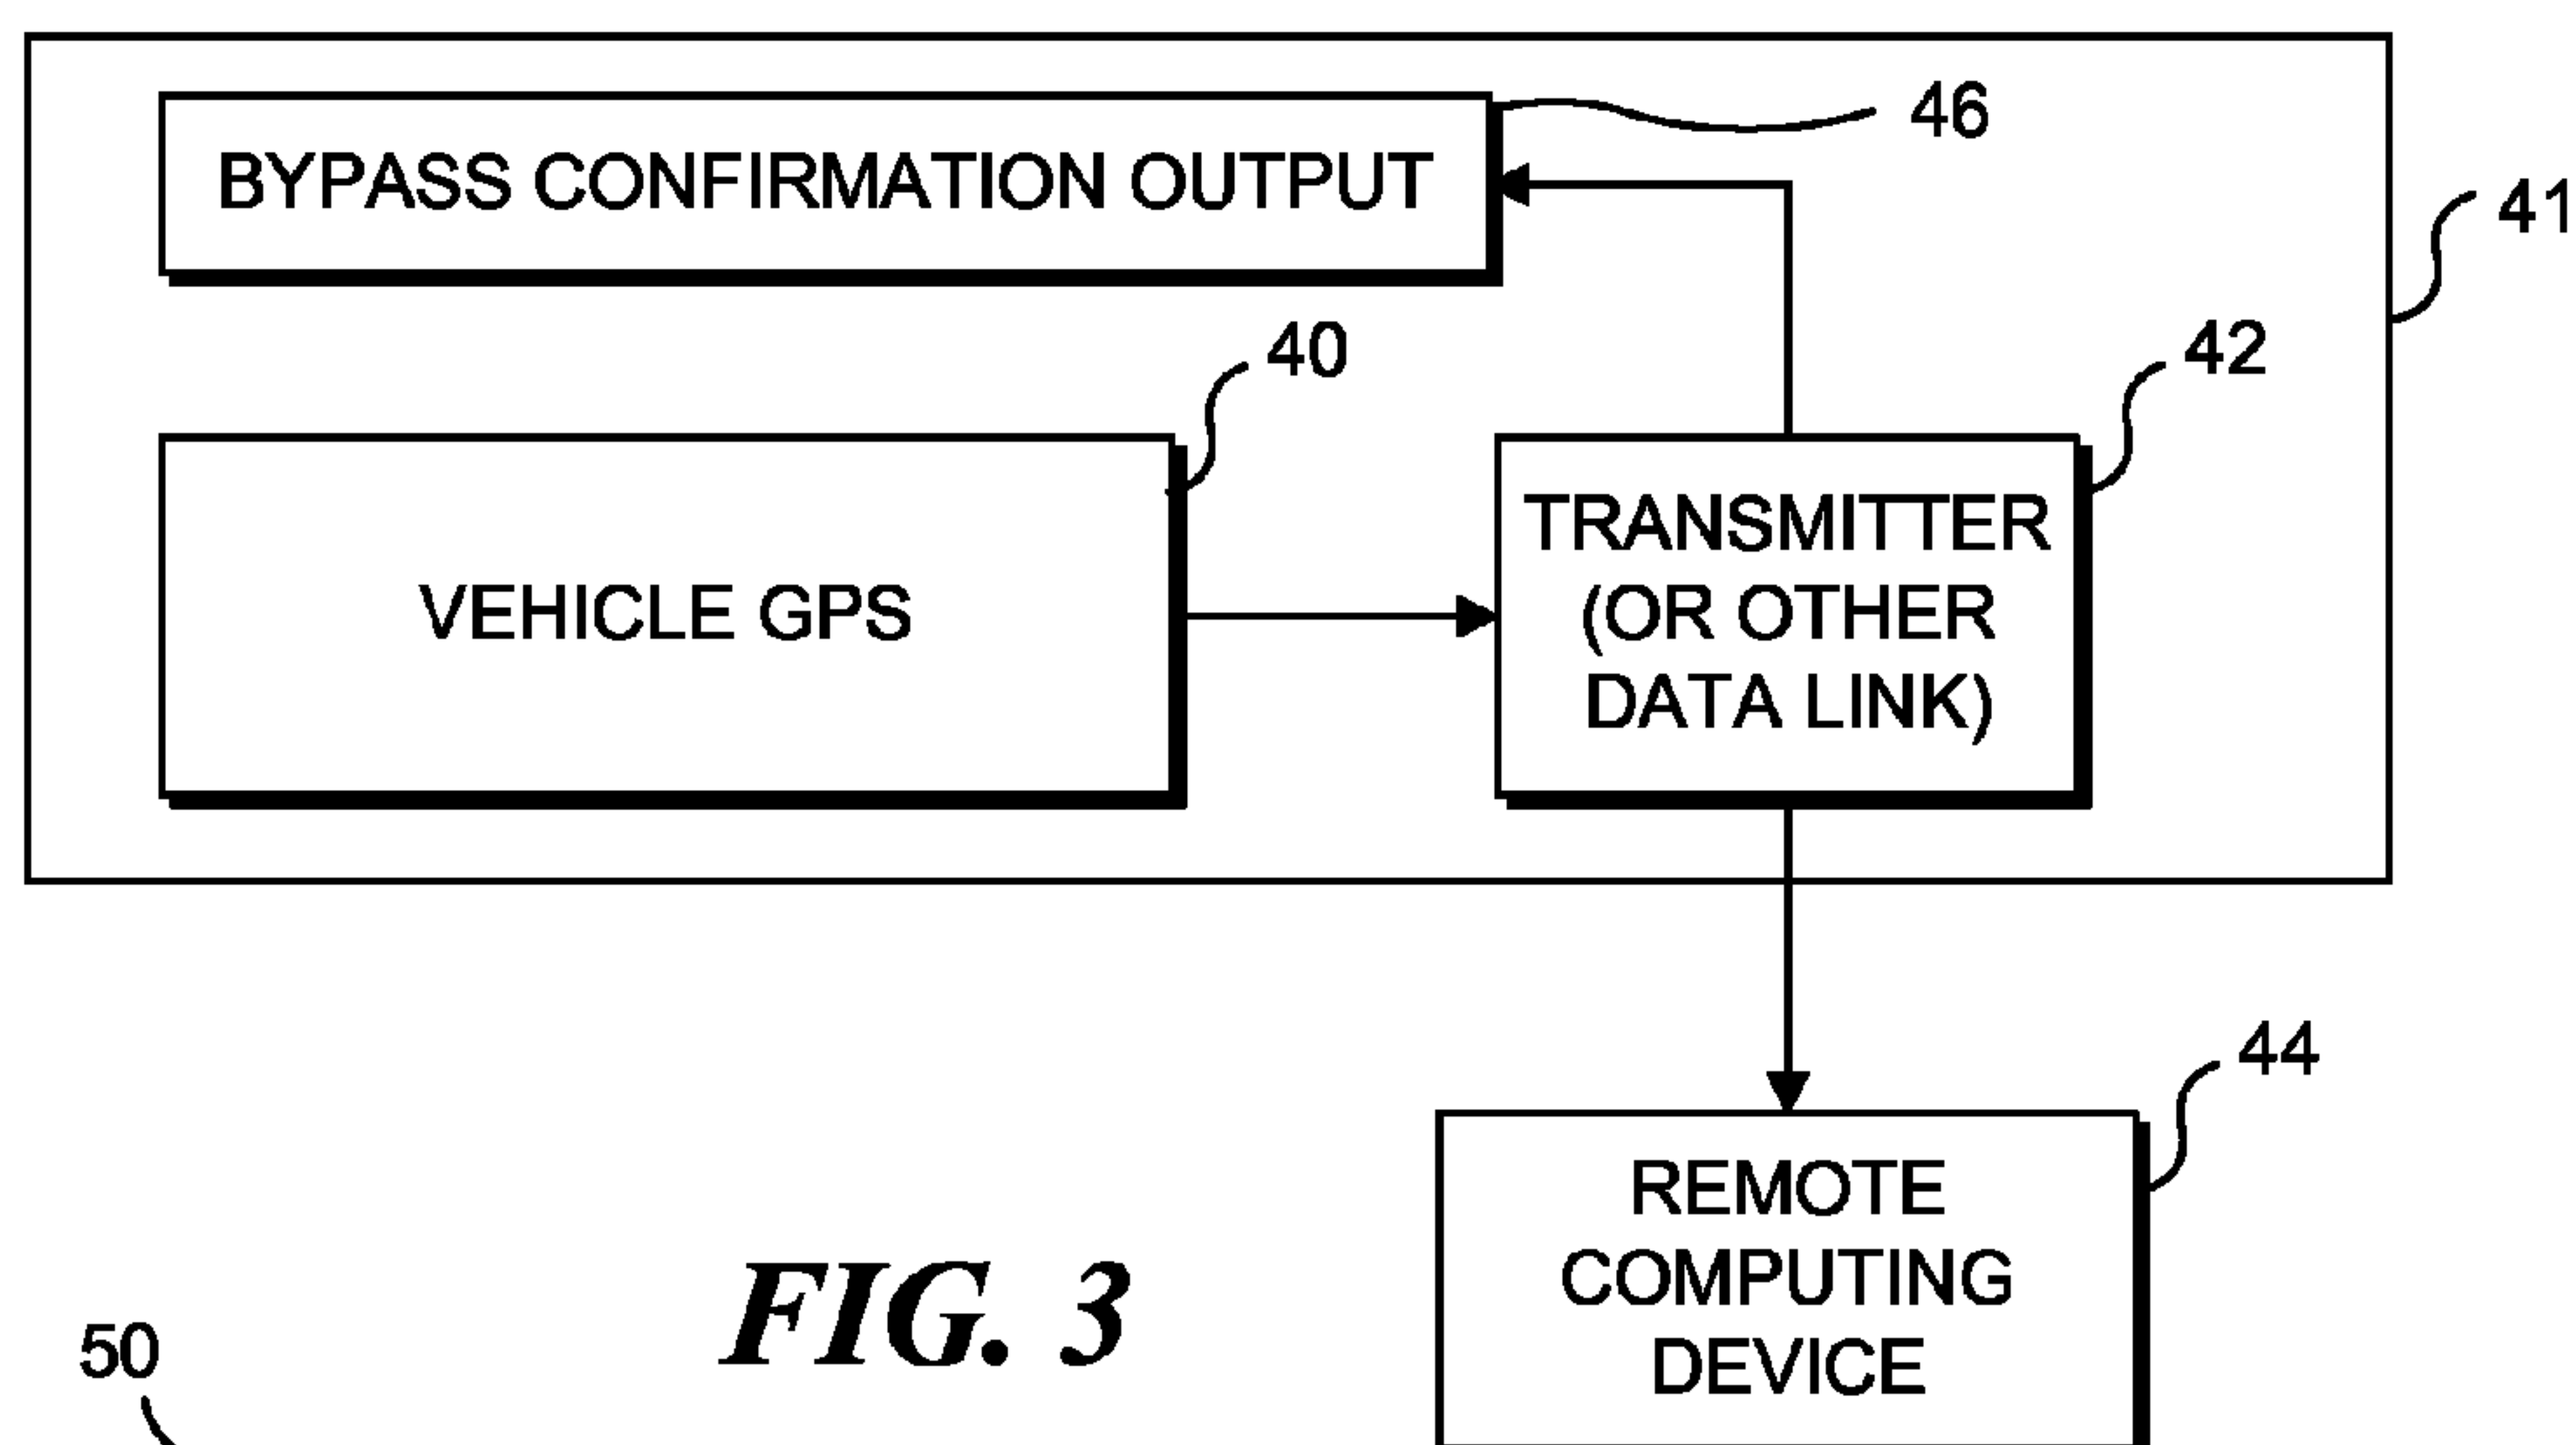 46
BYPASS CONFIRMATION OUTPUT
41
40
42
VEHICLE GPS
TRANSMITTER
(OR OTHER
DATA LINK)
44
REMOTE
COMPUTING
DEVICE
FIG. 3
50